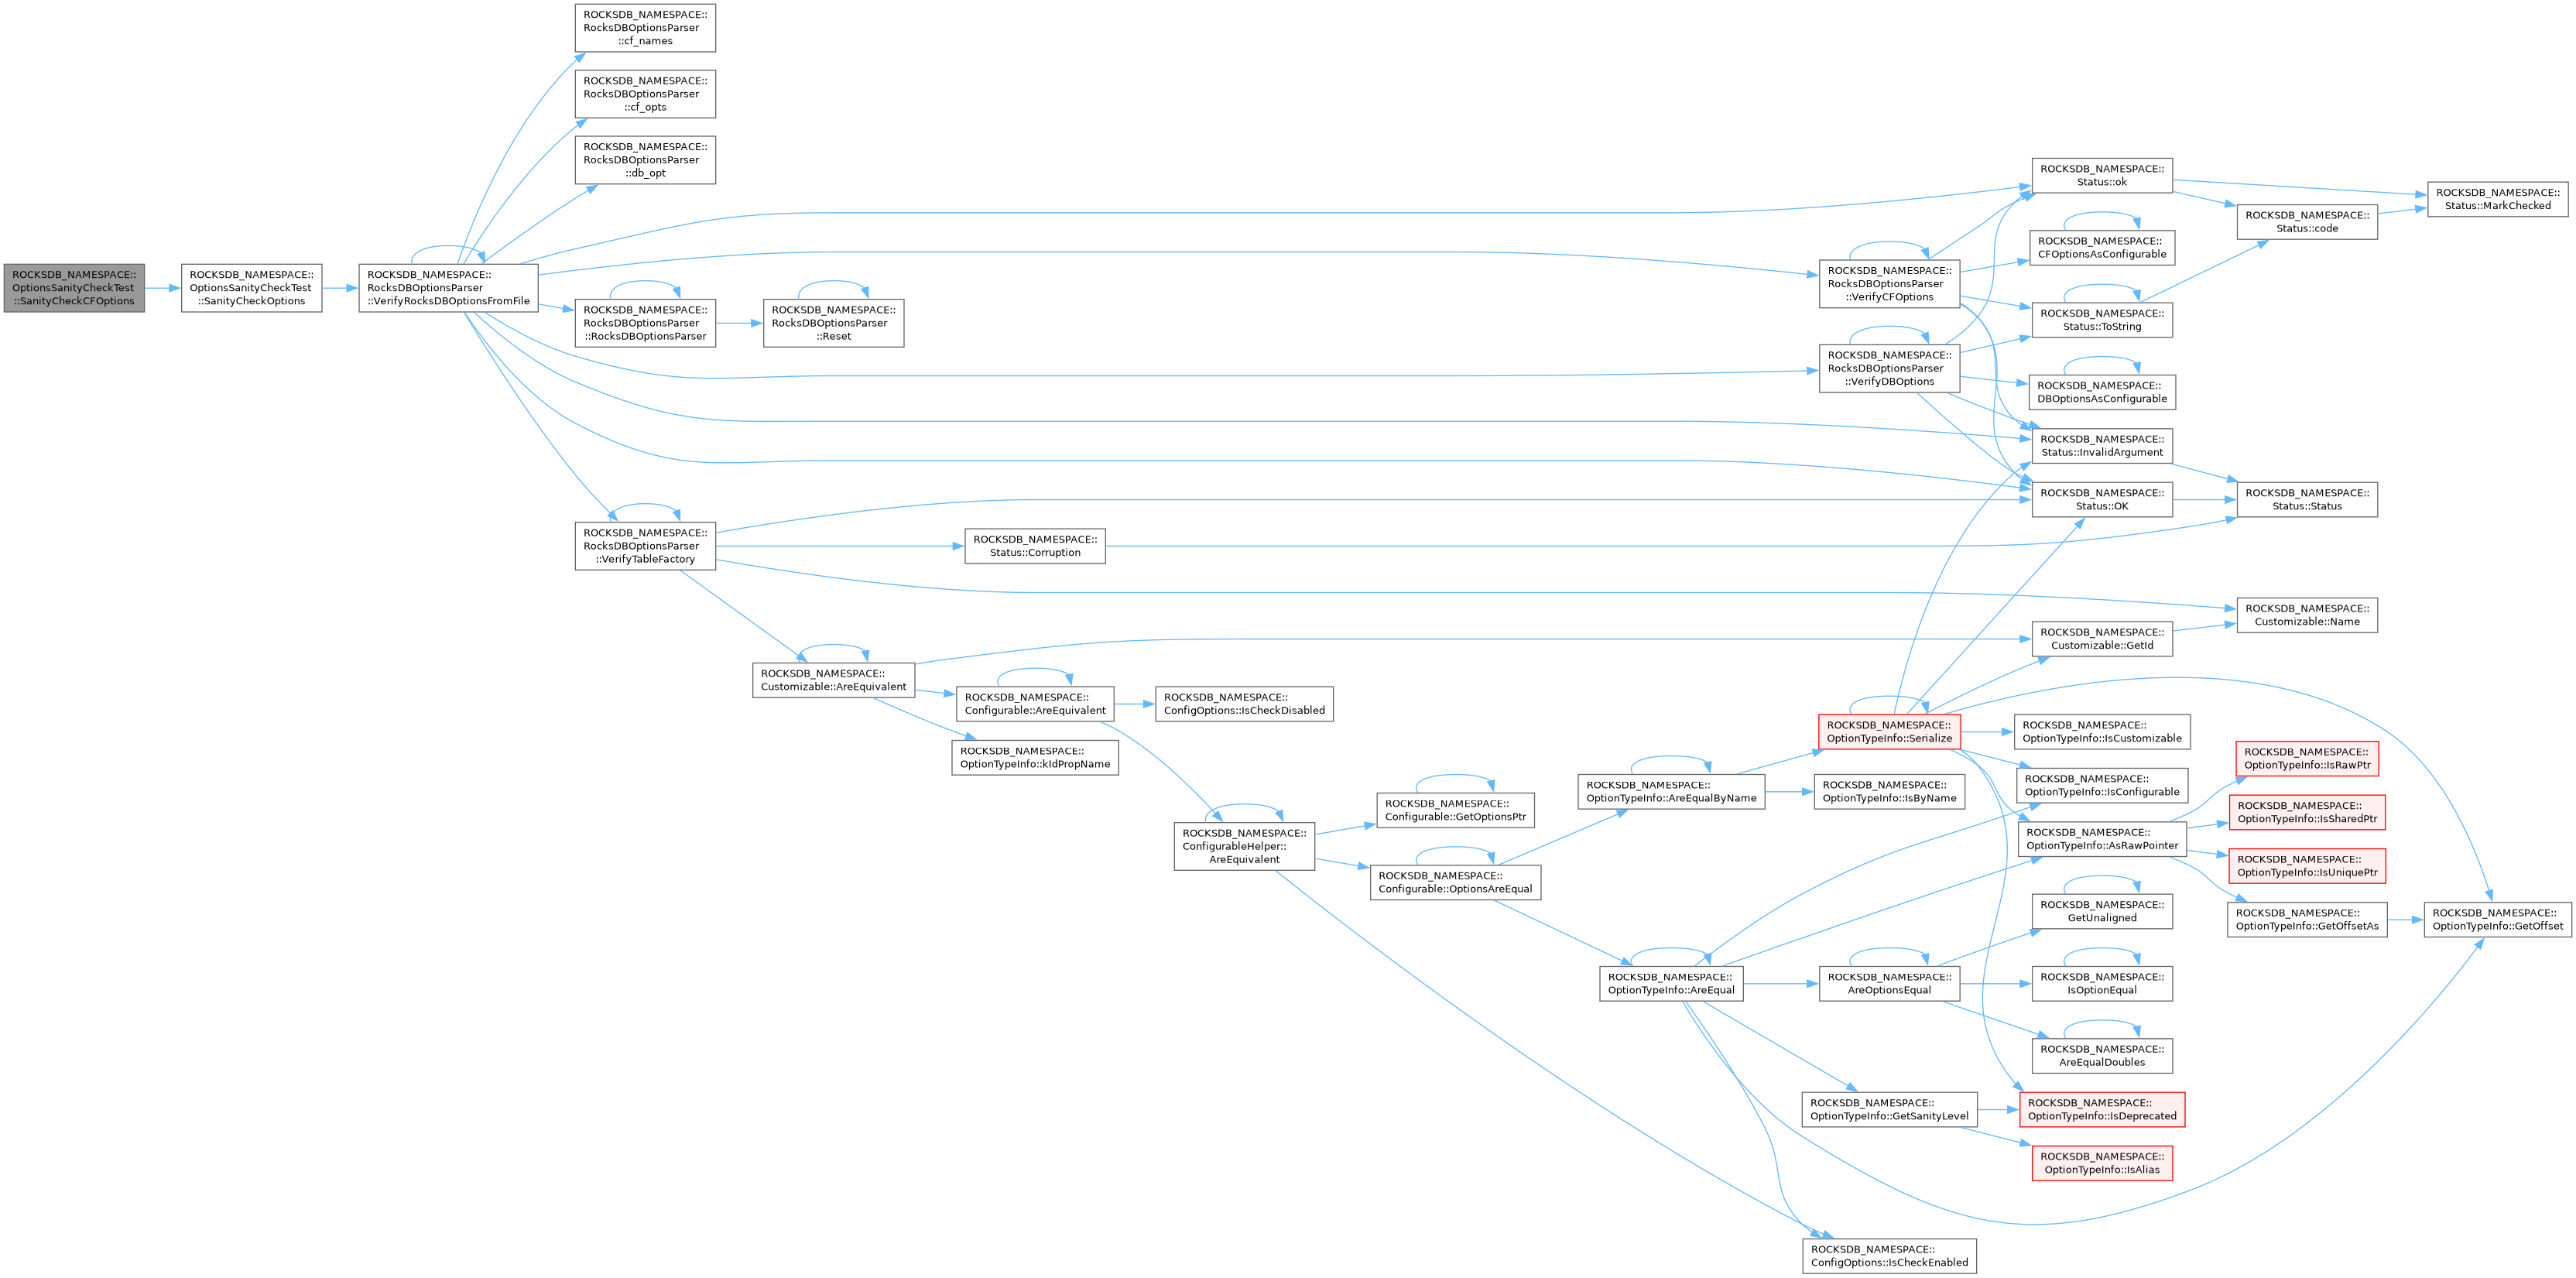 ROCKSDB_NAMESPACE::
OptionsSanityCheckTest
::SanityCheckCFOptions
ROCKSDB_NAMESPACE::
OptionsSanityCheckTest
::SanityCheckOptions
ROCKSDB_NAMESPACE::
RocksDBOptionsParser
::VerifyRocksDBOptionsFromFile
ROCKSDB_NAMESPACE::
RocksDBOptionsParser
::cf_names
ROCKSDB_NAMESPACE::
RocksDBOptionsParser
::cf_opts
ROCKSDB_NAMESPACE::
RocksDBOptionsParser
::db_opt
ROCKSDB_NAMESPACE::
RocksDBOptionsParser
::RocksDBOptionsParser
ROCKSDB_NAMESPACE::
RocksDBOptionsParser
::Reset
ROCKSDB_NAMESPACE::
RocksDBOptionsParser
::VerifyTableFactory
ROCKSDB_NAMESPACE::
Status::Corruption
ROCKSDB_NAMESPACE::
Customizable::AreEquivalent
ROCKSDB_NAMESPACE::
Configurable::AreEquivalent
ROCKSDB_NAMESPACE::
OptionTypeInfo::kIdPropName
ROCKSDB_NAMESPACE::
ConfigOptions::IsCheckDisabled
ROCKSDB_NAMESPACE::
ConfigurableHelper::
AreEquivalent
ROCKSDB_NAMESPACE::
Configurable::GetOptionsPtr
ROCKSDB_NAMESPACE::
Configurable::OptionsAreEqual
ROCKSDB_NAMESPACE::
OptionTypeInfo::AreEqualByName
ROCKSDB_NAMESPACE::
OptionTypeInfo::AreEqual
ROCKSDB_NAMESPACE::
RocksDBOptionsParser
::VerifyCFOptions
ROCKSDB_NAMESPACE::
RocksDBOptionsParser
::VerifyDBOptions
ROCKSDB_NAMESPACE::
OptionTypeInfo::Serialize
ROCKSDB_NAMESPACE::
OptionTypeInfo::IsByName
ROCKSDB_NAMESPACE::
AreOptionsEqual
ROCKSDB_NAMESPACE::
OptionTypeInfo::GetSanityLevel
ROCKSDB_NAMESPACE::
ConfigOptions::IsCheckEnabled
ROCKSDB_NAMESPACE::
Status::ok
ROCKSDB_NAMESPACE::
CFOptionsAsConfigurable
ROCKSDB_NAMESPACE::
Status::ToString
ROCKSDB_NAMESPACE::
DBOptionsAsConfigurable
ROCKSDB_NAMESPACE::
Status::InvalidArgument
ROCKSDB_NAMESPACE::
Status::OK
ROCKSDB_NAMESPACE::
Customizable::GetId
ROCKSDB_NAMESPACE::
OptionTypeInfo::IsCustomizable
ROCKSDB_NAMESPACE::
OptionTypeInfo::IsConfigurable
ROCKSDB_NAMESPACE::
OptionTypeInfo::AsRawPointer
ROCKSDB_NAMESPACE::
GetUnaligned
ROCKSDB_NAMESPACE::
IsOptionEqual
ROCKSDB_NAMESPACE::
AreEqualDoubles
ROCKSDB_NAMESPACE::
OptionTypeInfo::IsDeprecated
ROCKSDB_NAMESPACE::
OptionTypeInfo::IsAlias
ROCKSDB_NAMESPACE::
Status::code
ROCKSDB_NAMESPACE::
Status::MarkChecked
ROCKSDB_NAMESPACE::
Status::Status
ROCKSDB_NAMESPACE::
Customizable::Name
ROCKSDB_NAMESPACE::
OptionTypeInfo::IsRawPtr
ROCKSDB_NAMESPACE::
OptionTypeInfo::IsSharedPtr
ROCKSDB_NAMESPACE::
OptionTypeInfo::IsUniquePtr
ROCKSDB_NAMESPACE::
OptionTypeInfo::GetOffsetAs
ROCKSDB_NAMESPACE::
OptionTypeInfo::GetOffset